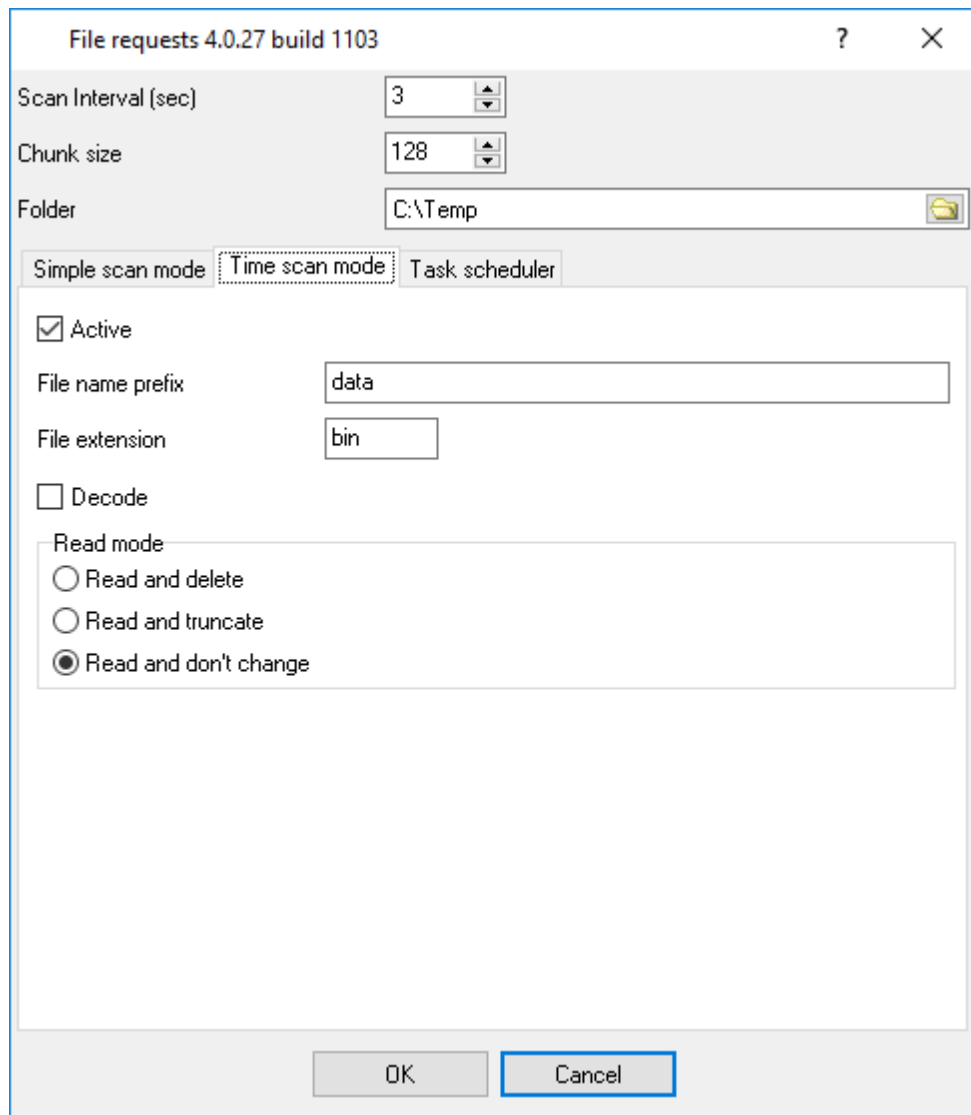 File requests 4.0.27 build 1103 ?
Scan Interval (sec) 3
Chunk size 128
Folder C:\Temp
Simple scan mode Time scan mode Task scheduler
Active
File name prefix data
File extension bin
Decode
Read mode
Read and delete
Read and truncate
Read and don't change
OK Cancel